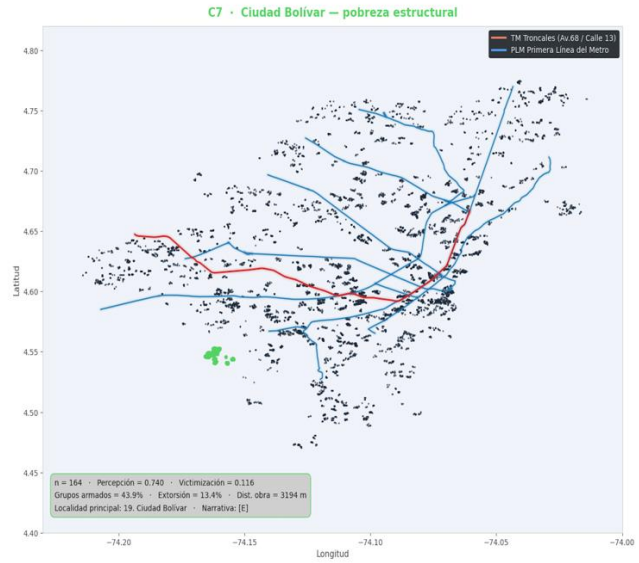 C7 · Ciudad Bolívar — pobreza estructural
TM Troncales (Av.68 / Calle 13)
PLM Primera Línea del Metro
4.80
4.75
4.70
4.65
4.60
4.55
4.50
4.45
4.40
Latitud
n = 164 · Percepción = 0.740 · Victimización = 0.116
Grupos armados = 43.9% · Extorsión = 13.4% · Dist. obra = 3194 m
Localidad principal: 19. Ciudad Bolívar · Narrativa: [E]
−74.20 −74.15 −74.10 −74.05 −74.00
Longitud